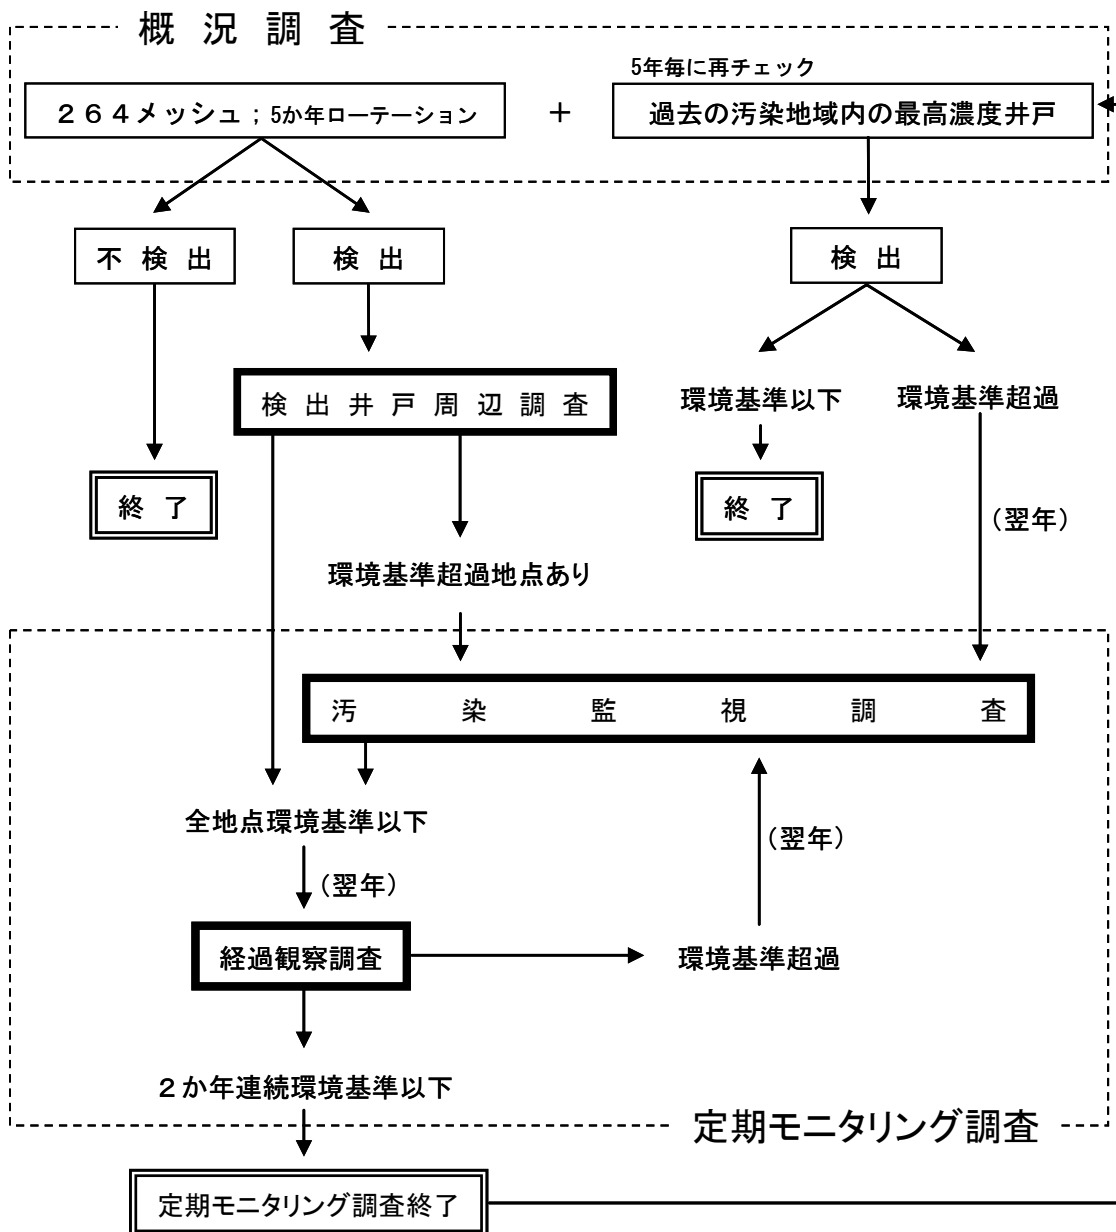 概況調査
5年毎に再チェック
２６４メッシュ；5か年ローテーション
＋
過去の汚染地域内の最高濃度井戸
不検出
検出
検出
検出井戸周辺調査
環境基準以下
環境基準超過
終了
終了
(翌年)
環境基準超過地点あり
汚染監視調査
全地点環境基準以下
(翌年)
(翌年)
経過観察調査
環境基準超過
２か年連続環境基準以下
定期モニタリング調査
定期モニタリング調査終了